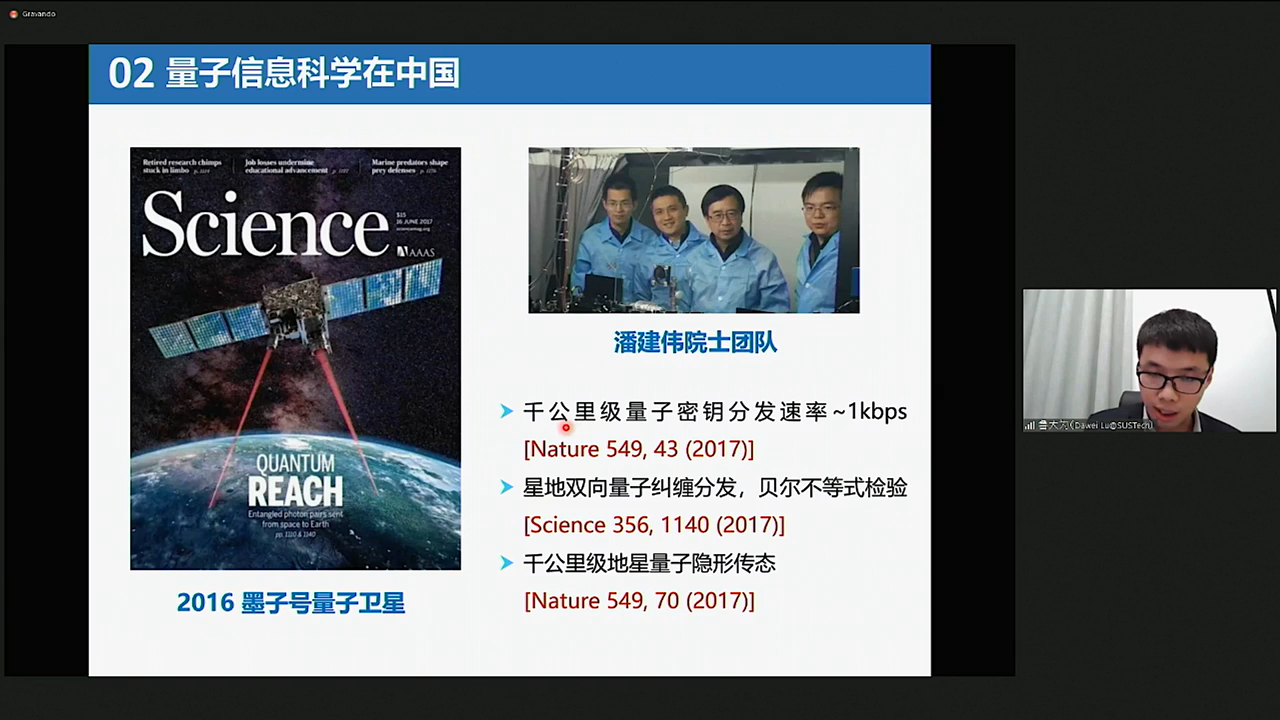 Gravando
02 量子信息科学在中国
Retired research chimps
stuck in limbo
Job losses undermine
educational advancement
Marine predators shape
prey defenses
Science
$15
16 JUNE 2017
sciencemag.org
AAAS
QUANTUM
REACH
Entangled photon pairs sent
from space to Earth
pp. 1110 & 1140
2016 墨子号量子卫星
潘建伟院士团队
千公里级量子密钥分发速率~1kbps
[Nature 549, 43 (2017)]
星地双向量子纠缠分发，贝尔不等式检验
[Science 356, 1140 (2017)]
千公里级地星量子隐形传态
[Nature 549, 70 (2017)]
鲁大为(Dawei Lu@SUSTech)